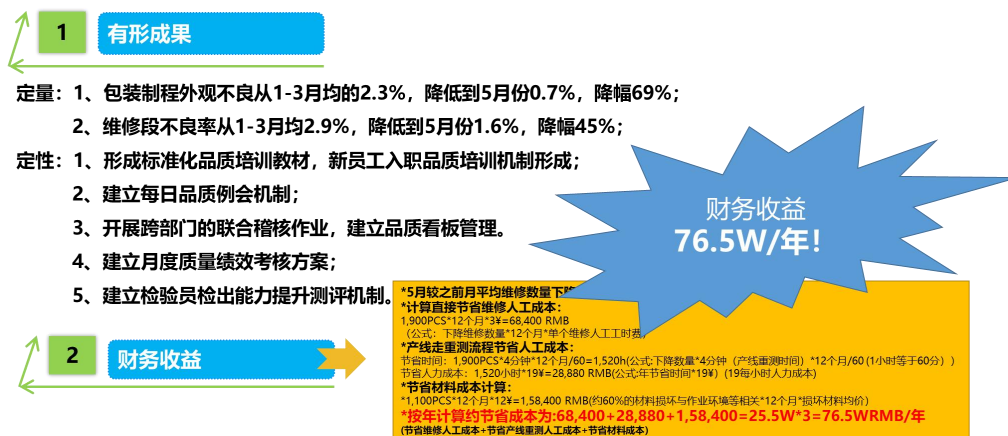 1 有形成果
定量：1、包装制程外观不良从1-3月均的2.3%，降低到5月份0.7%，降幅69%；
2、维修段不良率从1-3月均2.9%，降低到5月份1.6%，降幅45%；
定性：1、形成标准化品质培训教材，新员工入职品质培训机制形成；
2、建立每日品质例会机制；
3、开展跨部门的联合稽核作业，建立品质看板管理。
4、建立月度质量绩效考核方案；
5、建立检验员检出能力提升测评机制。
财务收益
76.5W/年！
2 财务收益
*5月较之前月平均维修数量下降
*计算直接节省维修人工成本：
1,900PCS*12个月*3¥=68,400 RMB
（公式：下降维修数量*12个月*单个维修人工工时费
*产线走重测流程节省人工成本：
节省时间：1,900PCS*4分钟*12个月/60=1,520h(公式:下降数量*4分钟（产线重测时间）*12个月/60 (1小时等于60分））
节省人力成本：1,520小时*19¥=28,880 RMB(公式:年节省时间*19¥）(19每小时人力成本)
*节省材料成本计算：
*1,100PCS*12个月*12¥=1,58,400 RMB(约60%的材料损坏与作业环境等相关*12个月*损坏材料均价）
*按年计算约节省成本为:68,400+28,880+1,58,400=25.5W*3=76.5WRMB/年
(节省维修人工成本+节省产线重测人工成本+节省材料成本)